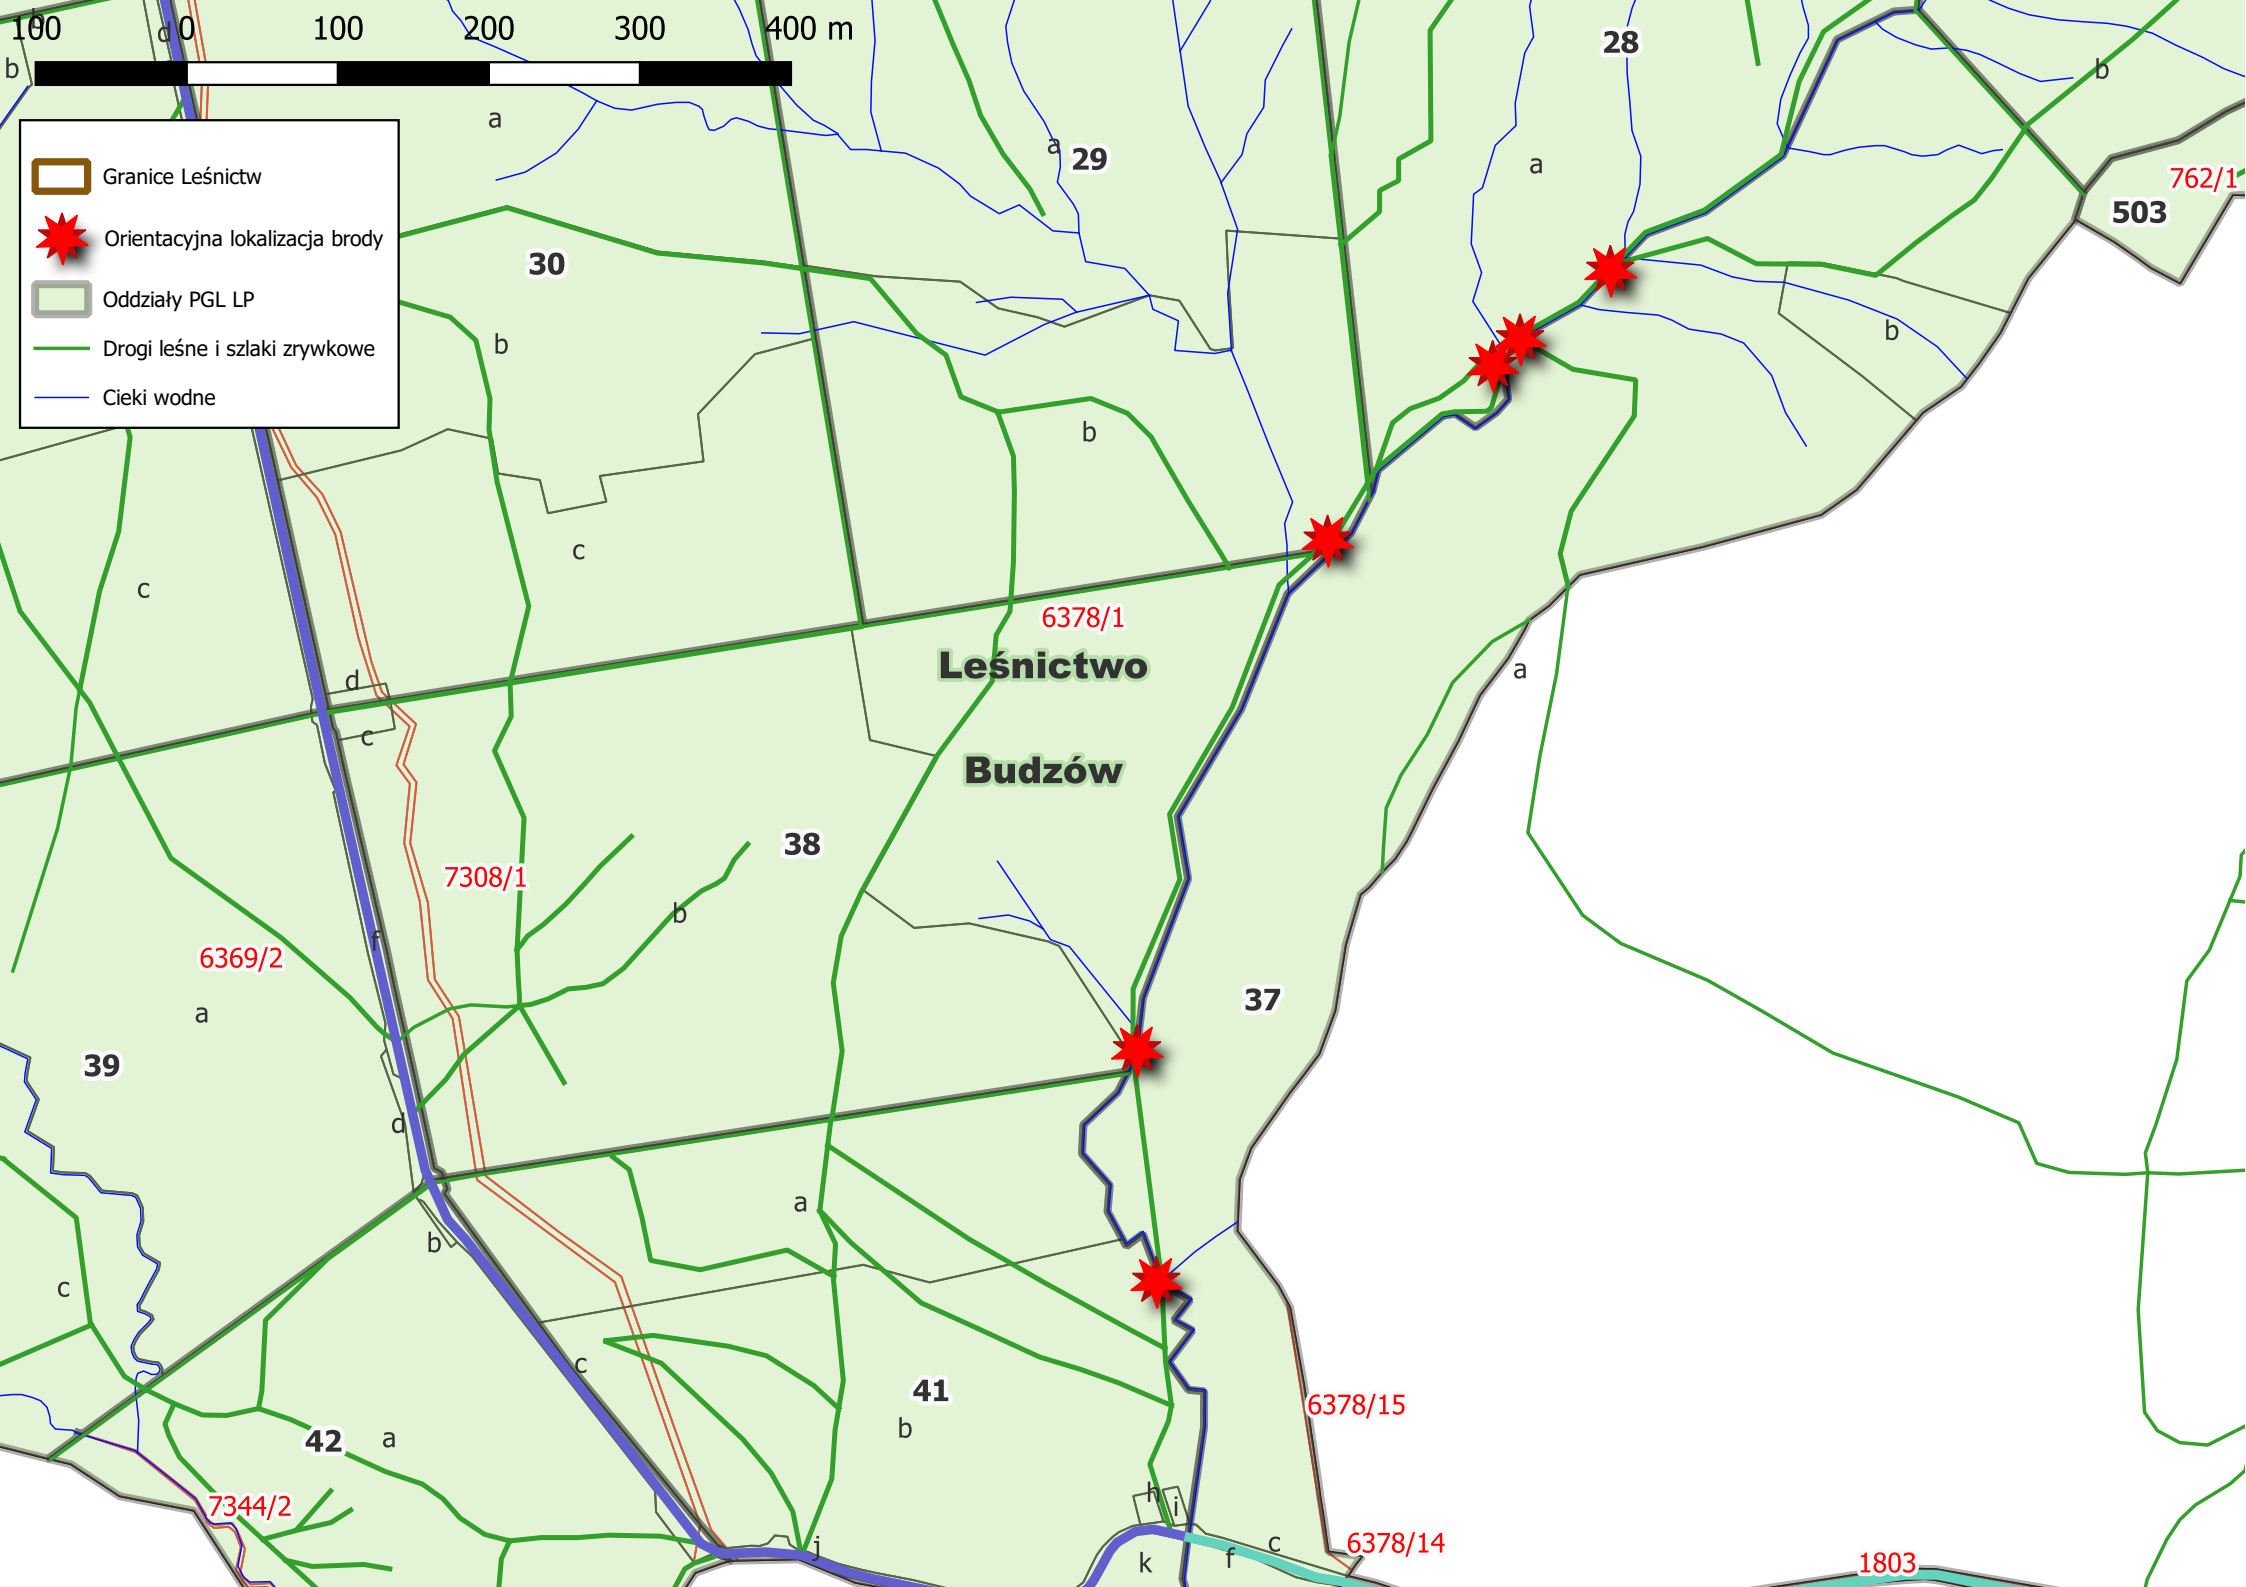 100 0 100 200 300 400 m
b
d
b
Granice Leśnictw
Orientacyjna lokalizacja brody
Oddziały PGL LP
Drogi leśne i szlaki zrywkowe
Cieki wodne
28
b
a
a
29
a
762/1
503
30
b
b
b
c
c
6378/1
Leśnictwo
a
d
c
Budzów
38
7308/1
b
f
6369/2
37
a
39
d
a
b
c
c
41
6378/15
b
42
a
h
i
7344/2
j
c
6378/14
k
f
1803